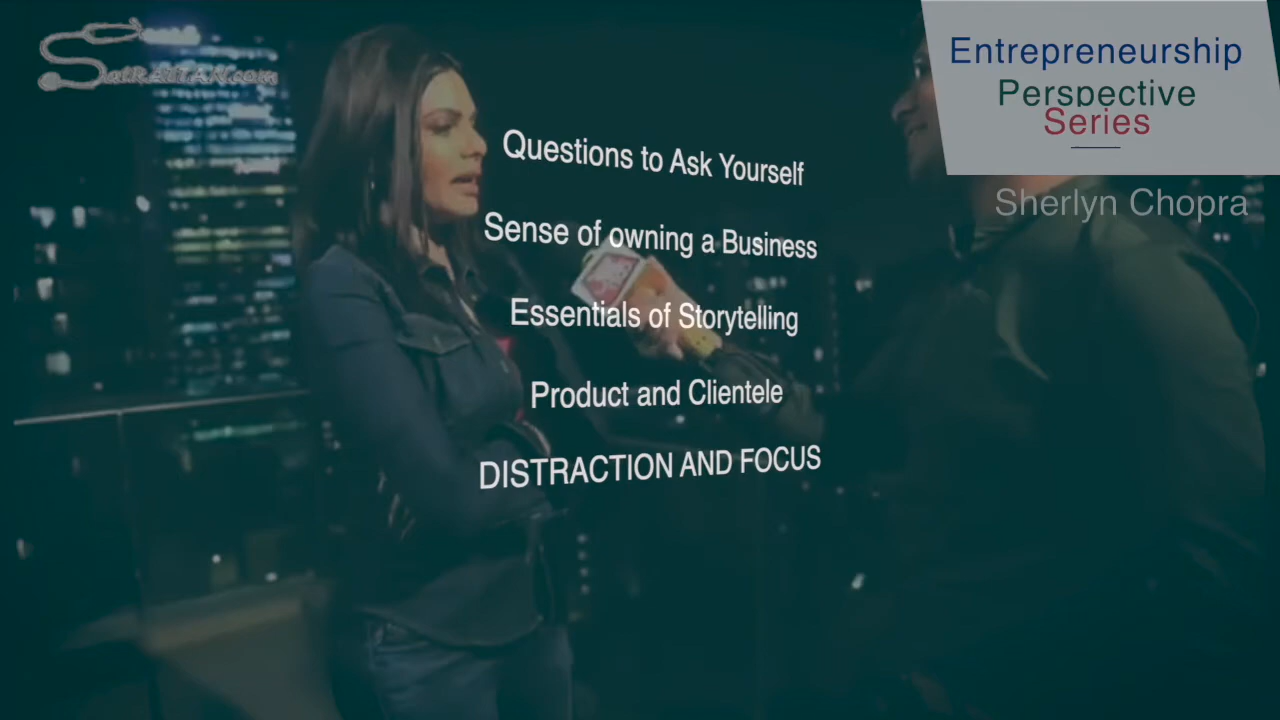 Entrepreneurship
Perspective
Series
Sherlyn Chopra
Questions to Ask Yourself
Sense of owning a Business
Essentials of Storytelling
Product and Clientele
DISTRACTION AND FOCUS